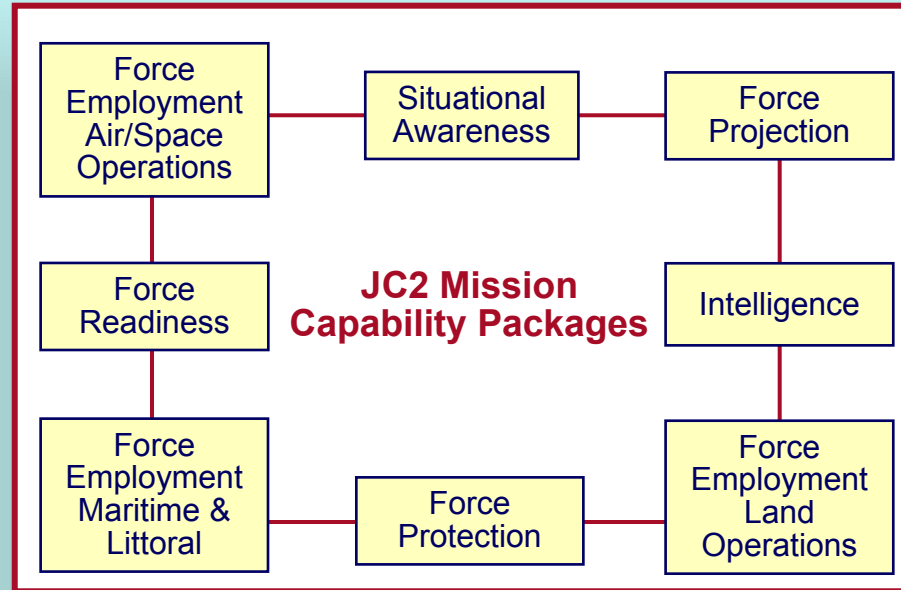 Force
Employment
Air/Space
Operations
Situational
Awareness
Force
Projection
Force
Readiness
JC2 Mission
Capability Packages
Intelligence
Force
Employment
Maritime &
Littoral
Force
Protection
Force
Employment
Land
Operations